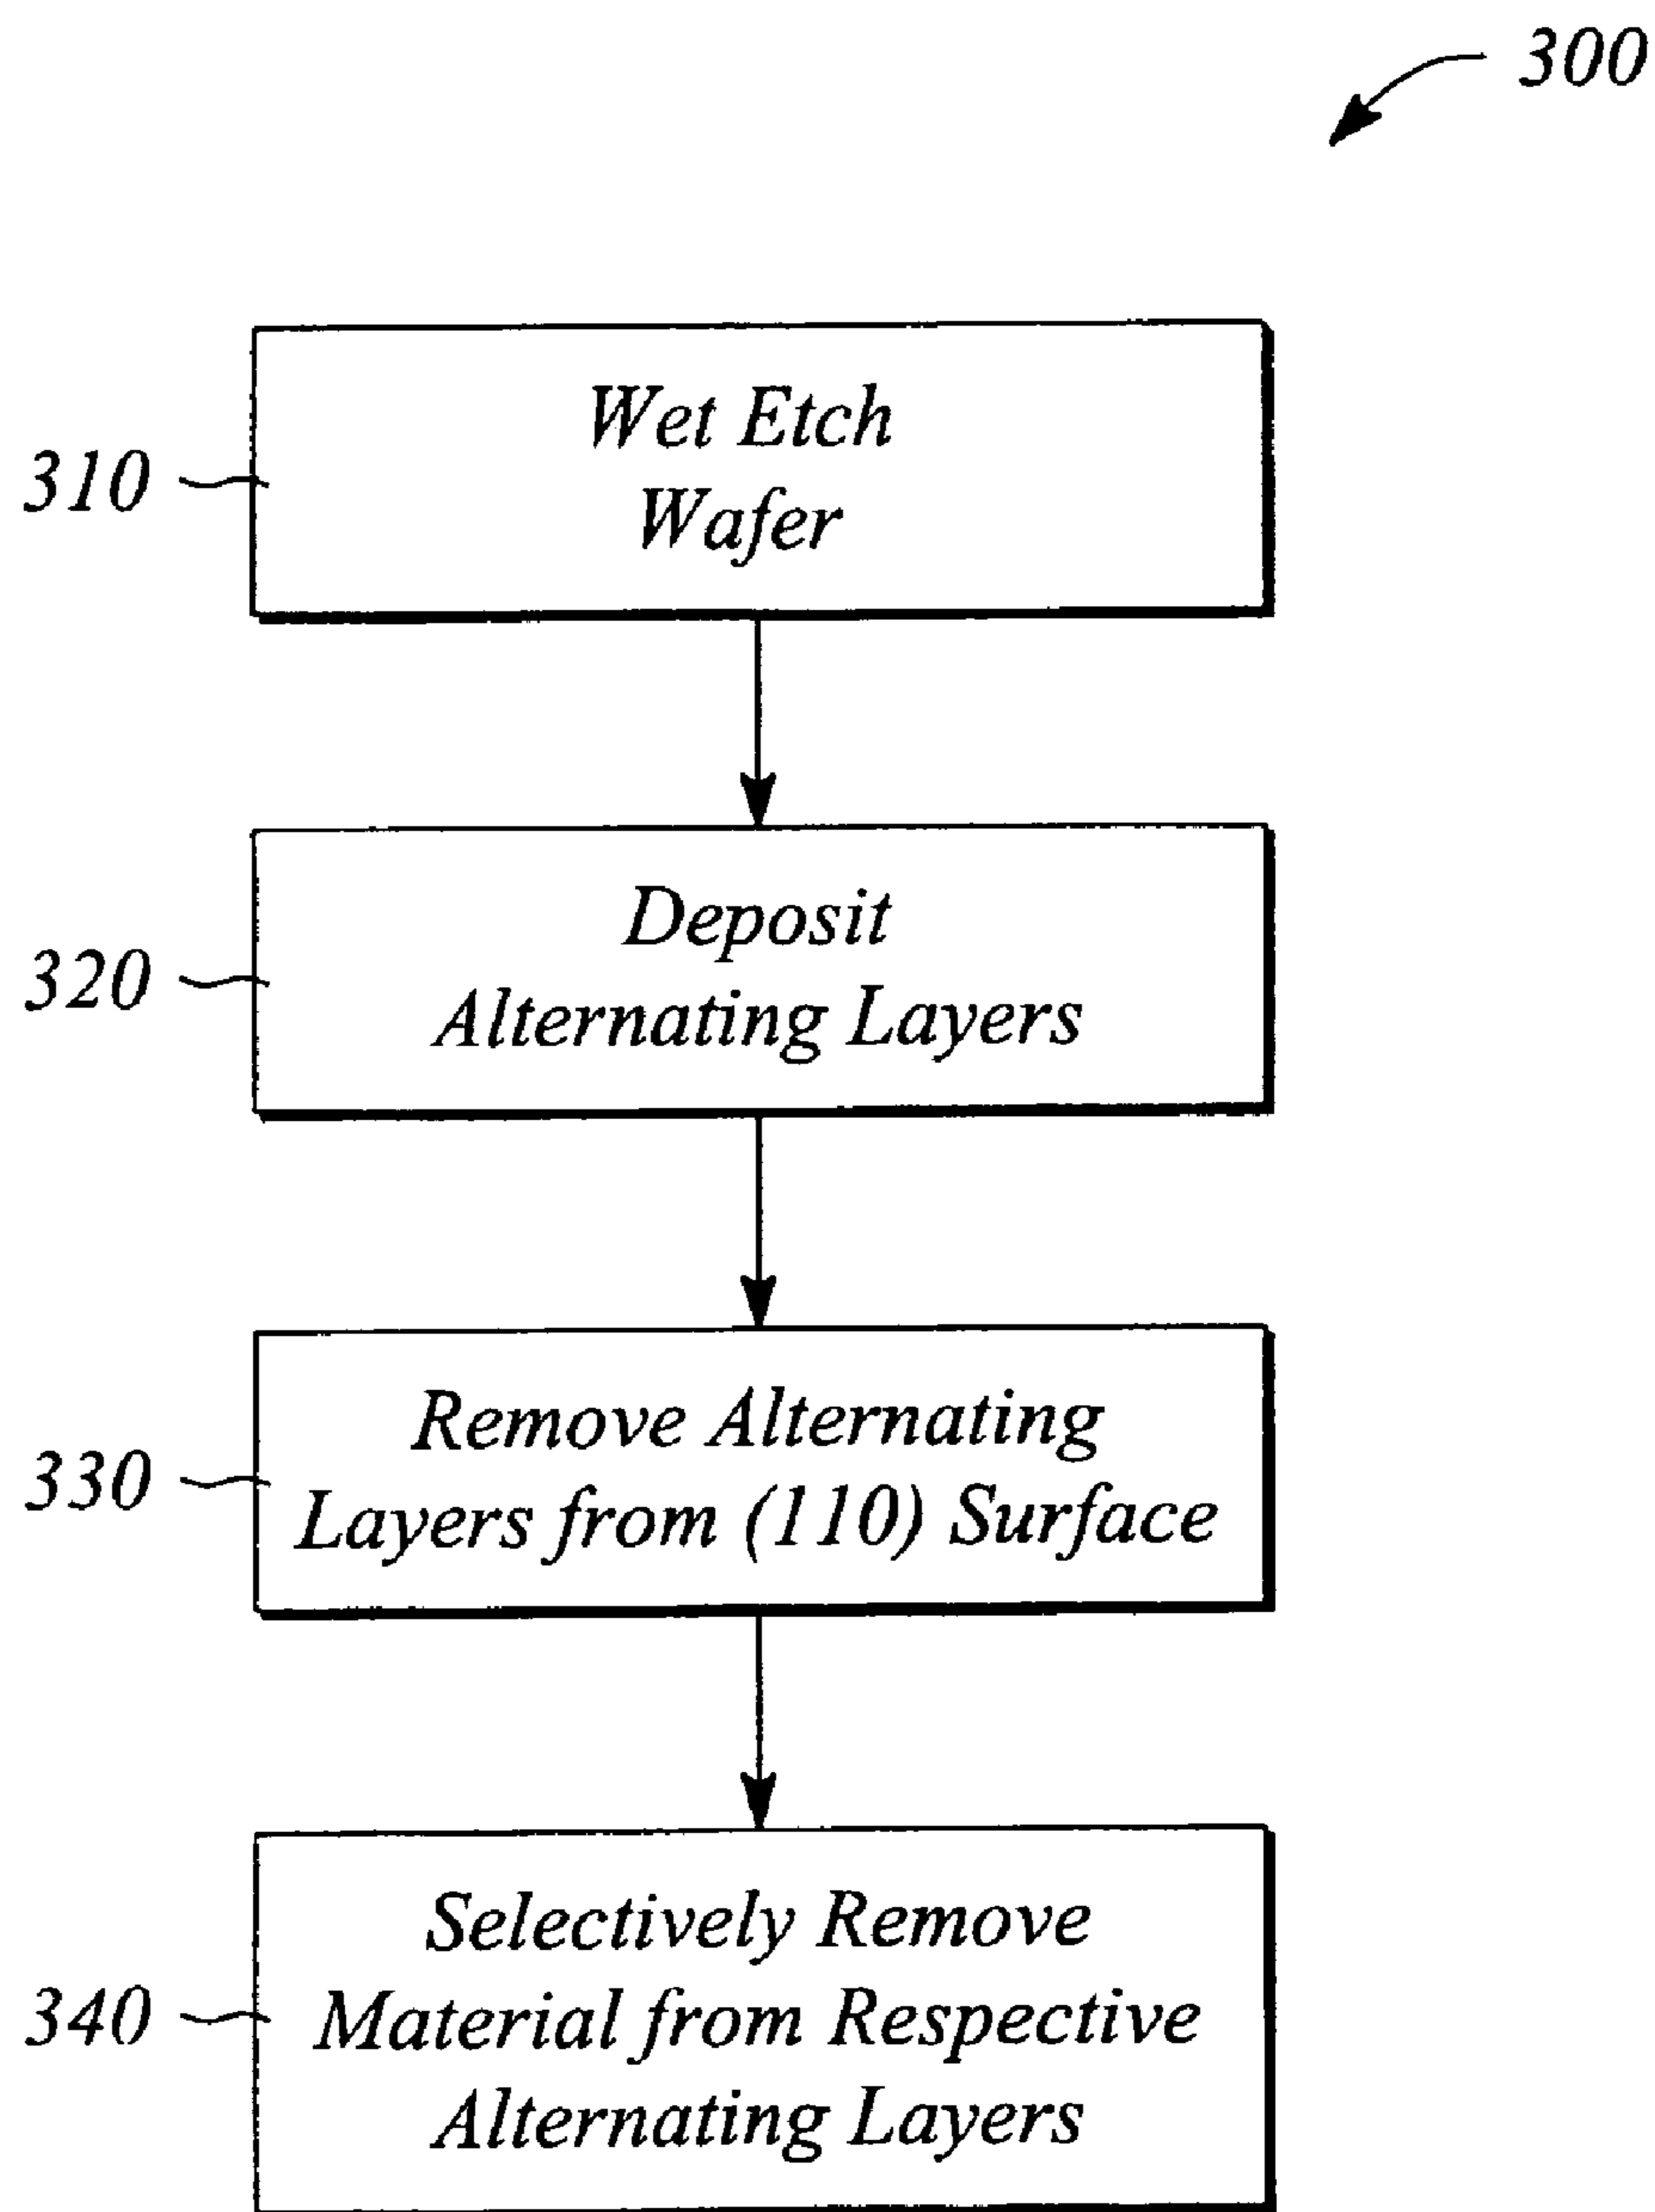 300
310
Wet Etch
Wafer
320
Deposit
Alternating Layers
330
Remove Alternating
Layers from (110) Surface
340
Selectively Remove
Material from Respective
Alternating Layers